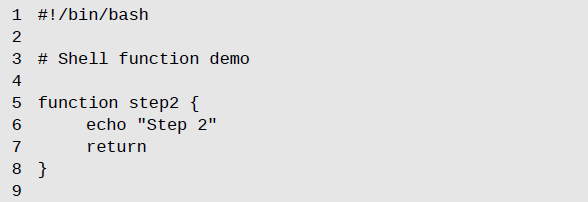 1 #!/bin/bash
2
3 # Shell function demo
4
5 function step2 {
6     echo "Step 2"
7     return
8 }
9